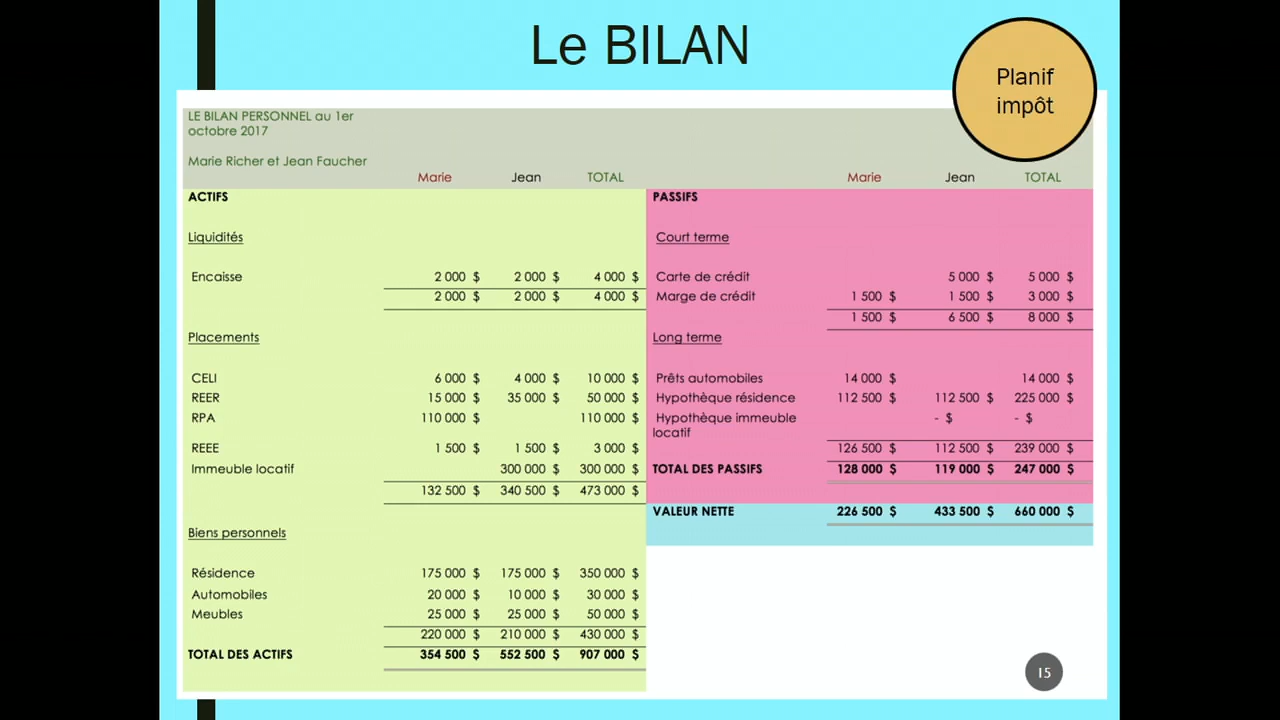 Le BILAN
Planif
impôt
LE BILAN PERSONNEL au 1er
octobre 2017
Marie Richer et Jean Faucher
Marie Jean TOTAL
ACTIFS
Liquidités
Encaisse 2 000 $ 2 000 $ 4 000 $
2 000 $ 2 000 $ 4 000 $
Placements
CELI 6 000 $ 4 000 $ 10 000 $
REER 15 000 $ 35 000 $ 50 000 $
RPA 110 000 $ 110 000 $
REEE 1 500 $ 1 500 $ 3 000 $
Immeuble locatif 300 000 $ 300 000 $
132 500 $ 340 500 $ 473 000 $
Biens personnels
Résidence 175 000 $ 175 000 $ 350 000 $
Automobiles 20 000 $ 10 000 $ 30 000 $
Meubles 25 000 $ 25 000 $ 50 000 $
220 000 $ 210 000 $ 430 000 $
TOTAL DES ACTIFS 354 500 $ 552 500 $ 907 000 $
Marie Jean TOTAL
PASSIFS
Court terme
Carte de crédit 5 000 $ 5 000 $
Marge de crédit 1 500 $ 1 500 $ 3 000 $
1 500 $ 6 500 $ 8 000 $
Long terme
Prêts automobiles 14 000 $ 14 000 $
Hypothèque résidence 112 500 $ 112 500 $ 225 000 $
Hypothèque immeuble - $ - $
locatif
126 500 $ 112 500 $ 239 000 $
TOTAL DES PASSIFS 128 000 $ 119 000 $ 247 000 $
VALEUR NETTE 226 500 $ 433 500 $ 660 000 $
15